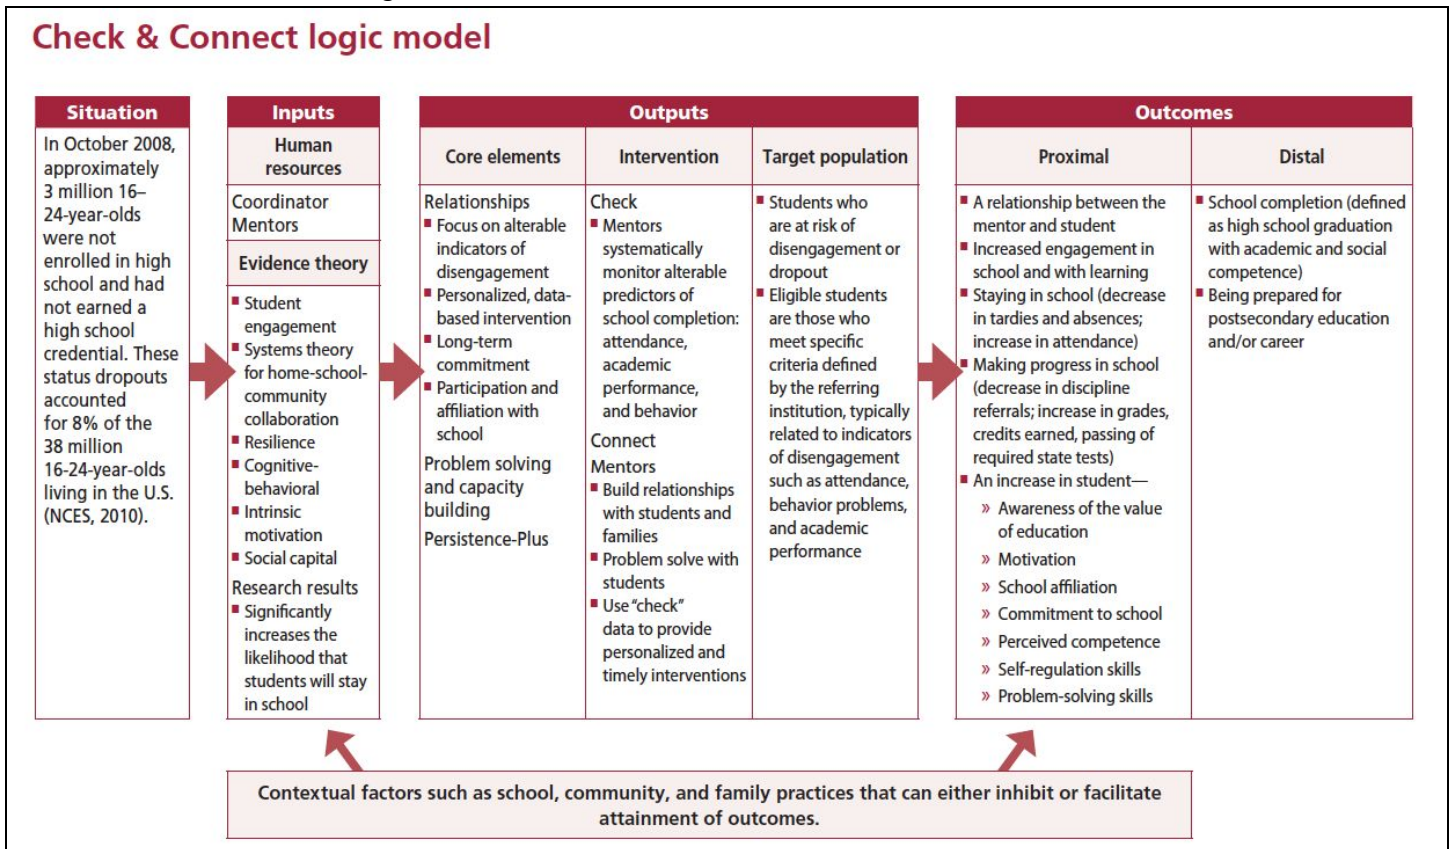 Check & Connect logic model
Situation
In October 2008,
approximately
3 million 16–
24-year-olds
were not
enrolled in high
school and had
not earned a
high school
credential. These
status dropouts
accounted
for 8% of the
38 million
16-24-year-olds
living in the U.S.
(NCES, 2010).
Inputs
Human
resources
Coordinator
Mentors
Evidence theory
Student
engagement
Systems theory
for home-school-
community
collaboration
Resilience
Cognitive-
behavioral
Intrinsic
motivation
Social capital
Research results
Significantly
increases the
likelihood that
students will stay
in school
Outputs
Core elements
Relationships
Focus on alterable
indicators of
disengagement
Personalized, data-
based intervention
Long-term
commitment
Participation and
affiliation with
school
Problem solving
and capacity
building
Persistence-Plus
Intervention
Check
Mentors
systematically
monitor alterable
predictors of
school completion:
attendance,
academic
performance,
and behavior
Connect
Mentors
Build relationships
with students and
families
Problem solve with
students
Use “check”
data to provide
personalized and
timely interventions
Target population
Students who
are at risk of
disengagement or
dropout
Eligible students
are those who
meet specific
criteria defined
by the referring
institution, typically
related to indicators
of disengagement
such as attendance,
behavior problems,
and academic
performance
Outcomes
Proximal
A relationship between the
mentor and student
Increased engagement in
school and with learning
Staying in school (decrease
in tardies and absences;
increase in attendance)
Making progress in school
(decrease in discipline
referrals; increase in grades,
credits earned, passing of
required state tests)
An increase in student—
» Awareness of the value
of education
» Motivation
» School affiliation
» Commitment to school
» Perceived competence
» Self-regulation skills
» Problem-solving skills
Distal
School completion (defined
as high school graduation
with academic and social
competence)
Being prepared for
postsecondary education
and/or career
Contextual factors such as school, community, and family practices that can either inhibit or facilitate
attainment of outcomes.